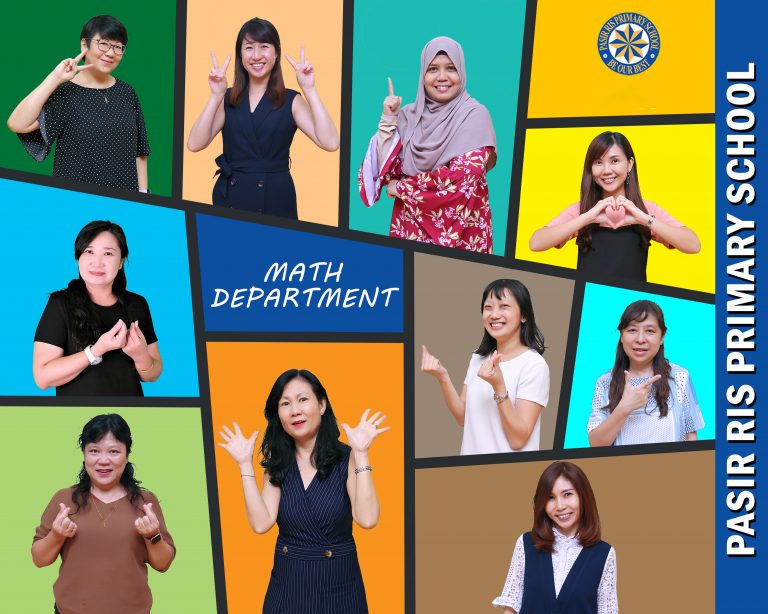 PASIR RIS PRIMARY SCHOOL
BE OUR BEST
MATH
DEPARTMENT
PASIR RIS PRIMARY SCHOOL